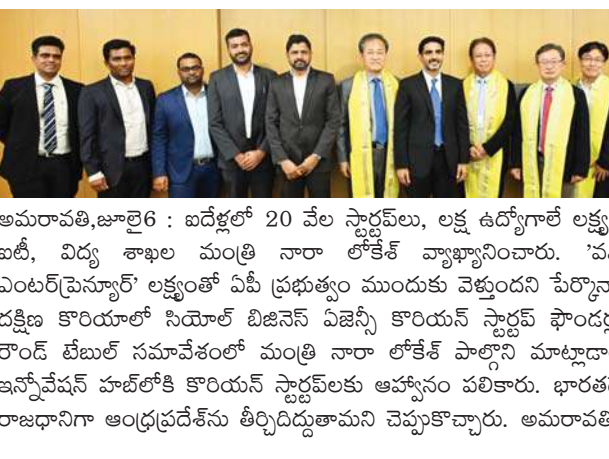 అమరావతి,జూలై6 : ఐదేళ్లలో 20 వేల స్టార్టప్‌లు, లక్ష ఉద్యోగాలే లక్ష్య
ఐటీ, విద్య శాఖల మంత్రి నారా లోకేశ్ వ్యాఖ్యానించారు. 'వ
ఎంటర్‌ప్రెన్యూర్' లక్ష్యంతో ఏపీ ప్రభుత్వం ముందుకు వెళ్తుందని పేర్కొన్నా
దక్షిణ కొరియాలో సియోల్ బిజినెస్ ఏజెన్సీ కొరియన్ స్టార్టప్ ఫౌండర్ల
రౌండ్ టేబుల్ సమావేశంలో మంత్రి నారా లోకేశ్ పాల్గొని మాట్లాడా
ఇన్నోవేషన్ హబ్‌లోకి కొరియన్ స్టార్టప్‌లకు ఆహ్వానం పలికారు. భారత
రాజధానిగా ఆంధ్రప్రదేశ్‌ను తీర్చిదిద్దుతామని చెప్పుకొచ్చారు. అమరావతి